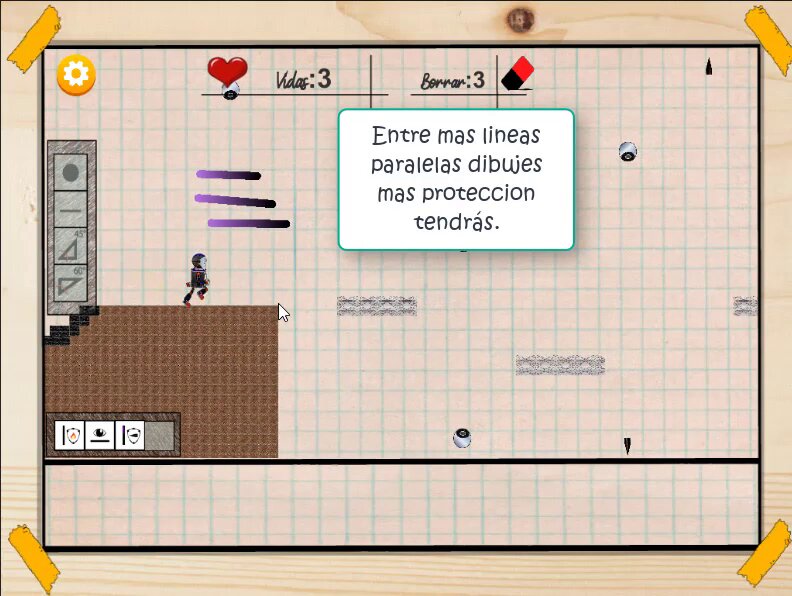 Vidas:3
Borrar:3
Entre mas lineas
paralelas dibujes
mas proteccion
tendrás.
45°
60°